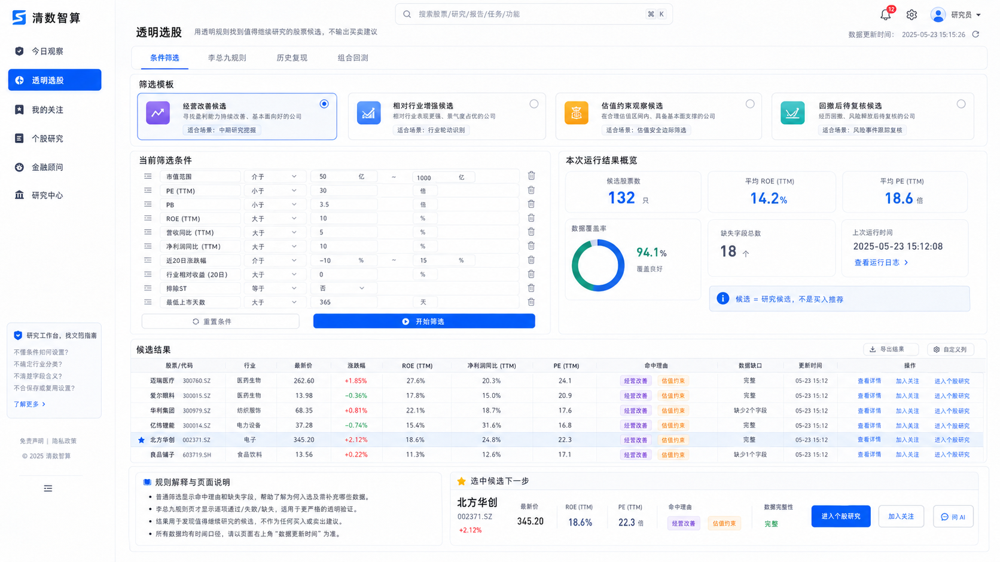 清数智算
今日观察
透明选股
我的关注
个股研究
金融顾问
研究中心
研究工作台，找文档指南
不懂条件如何设置？
不确定行业分类？
不清楚字段含义？
不合保存或复用设置？
了解更多 >
免责声明 | 隐私政策
© 2025 清数智算
搜索股票/研究/报告/任务/功能 ⌘ K
12
研究员
透明选股 用透明规则找到值得继续研究的股票候选，不输出买卖建议
数据更新时间： 2025-05-23 15:15:26
条件筛选 李总九规则 历史复现 组合回测
筛选模板
经营改善候选
寻找盈利能力持续改善、基本面向好的公司
适合场景：中期研究挖掘
相对行业增强候选
相对行业表现更强、景气度占优的公司
适合场景：行业轮动识别
估值约束观察候选
在合理估值区间内、具备基本面支撑的公司
适合场景：估值安全边际筛选
回撤后待复核候选
经历回撤、风险释放后待复核的公司
适合场景：风险事件跟踪复核
当前筛选条件
市值范围 介于 50 亿 ~ 1000 亿
PE (TTM) 小于 30 倍
PB 小于 3.5 倍
ROE (TTM) 大于 10 %
营收同比 (TTM) 大于 5 %
净利润同比 (TTM) 大于 10 %
近20日涨跌幅 介于 -10 % ~ 15 %
行业相对收益 (20日) 大于 0 %
排除ST 等于 否
最低上市天数 大于 365 天
重置条件 开始筛选
本次运行结果概览
候选股票数
132 只
平均 ROE (TTM)
14.2%
平均 PE (TTM)
18.6 倍
数据覆盖率
94.1%
覆盖良好
缺失字段总数
18 个
上次运行时间
2025-05-23 15:12:08
查看运行日志 >
候选 = 研究候选，不是买入推荐
候选结果
导出结果 自定义列
股票/代码 行业 最新价 涨跌幅 ROE (TTM) 净利润同比 (TTM) PE (TTM) 命中理由 数据缺口 更新时间 操作
迈瑞医疗 300760.SZ 医药生物 262.60 +1.85% 27.6% 20.3% 24.1 经营改善 估值约束 完整 05-23 15:12 查看详情 加入关注 进入个股研究
爱尔眼科 300015.SZ 医药生物 13.98 -0.36% 17.8% 15.0% 20.9 经营改善 估值约束 完整 05-23 15:12 查看详情 加入关注 进入个股研究
华利集团 300979.SZ 纺织服饰 68.35 +0.81% 22.1% 18.7% 17.6 经营改善 估值约束 缺少2个字段 05-23 15:12 查看详情 加入关注 进入个股研究
亿纬锂能 300014.SZ 电力设备 37.28 -0.74% 15.4% 31.6% 16.8 经营改善 估值约束 完整 05-23 15:12 查看详情 加入关注 进入个股研究
北方华创 002371.SZ 电子 345.20 +2.12% 18.6% 24.8% 22.3 经营改善 估值约束 完整 05-23 15:12 查看详情 加入关注 进入个股研究
良品铺子 603719.SH 食品饮料 13.56 +0.22% 11.3% 12.6% 17.1 经营改善 估值约束 缺少1个字段 05-23 15:12 查看详情 加入关注 进入个股研究
规则解释与页面说明
• 普通筛选显示命中理由和缺失字段，帮助了解为何入选及需补充哪些数据。
• 李总九规则页才显示逐项通过/失败/缺失，适用于更严格的透明验证。
• 结果用于发现值得继续研究的候选，不作为任何买入或卖出建议。
• 所有数据均有时间口径，请以页面右上角“数据更新时间”为准。
选中候选下一步
北方华创
002371.SZ
+2.12%
最新价
345.20
ROE (TTM)
18.6%
PE (TTM)
22.3 倍
命中理由
经营改善 估值约束
数据完整性
完整
进入个股研究 加入关注 问 AI